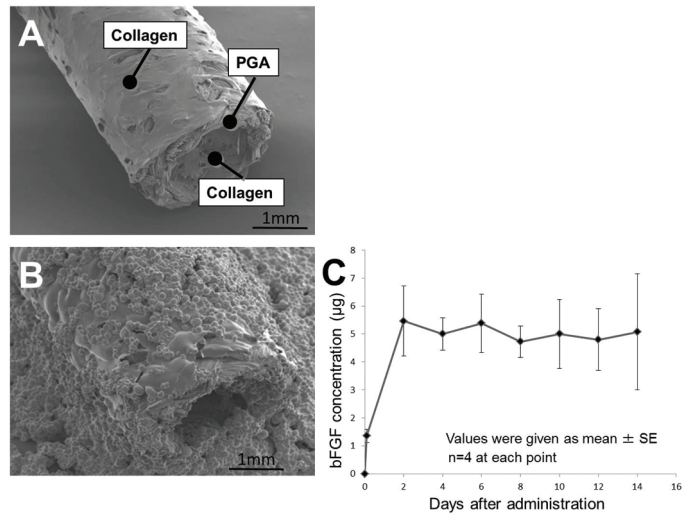 A
Collagen
PGA
Collagen
1mm
B
1mm
C
bFGF concentration (μg)
8
7
6
5
4
3
2
1
0
Values were given as mean ± SE
n=4 at each point
0 2 4 6 8 10 12 14 16
Days after administration